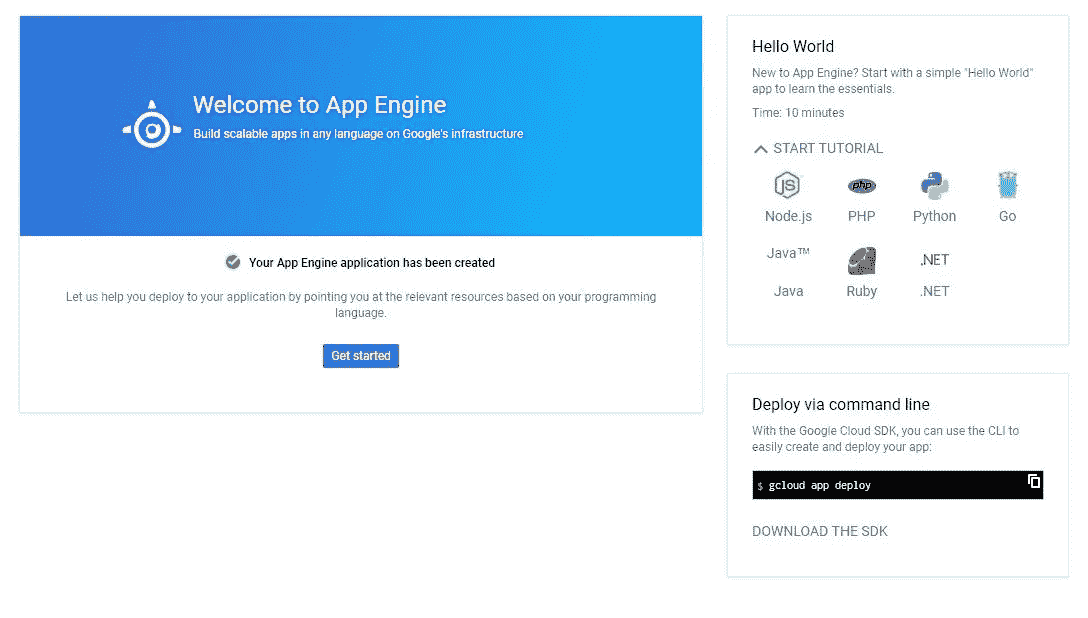 Welcome to App Engine
Build scalable apps in any language on Google's infrastructure
Your App Engine application has been created
Let us help you deploy to your application by pointing you at the relevant resources based on your programming
language.
Get started
Hello World
New to App Engine? Start with a simple "Hello World"
app to learn the essentials.
Time: 10 minutes
START TUTORIAL
JS
php
Node.js
PHP
Python
Go
Java™
.NET
Java
Ruby
.NET
Deploy via command line
With the Google Cloud SDK, you can use the CLI to
easily create and deploy your app:
$ gcloud app deploy
DOWNLOAD THE SDK